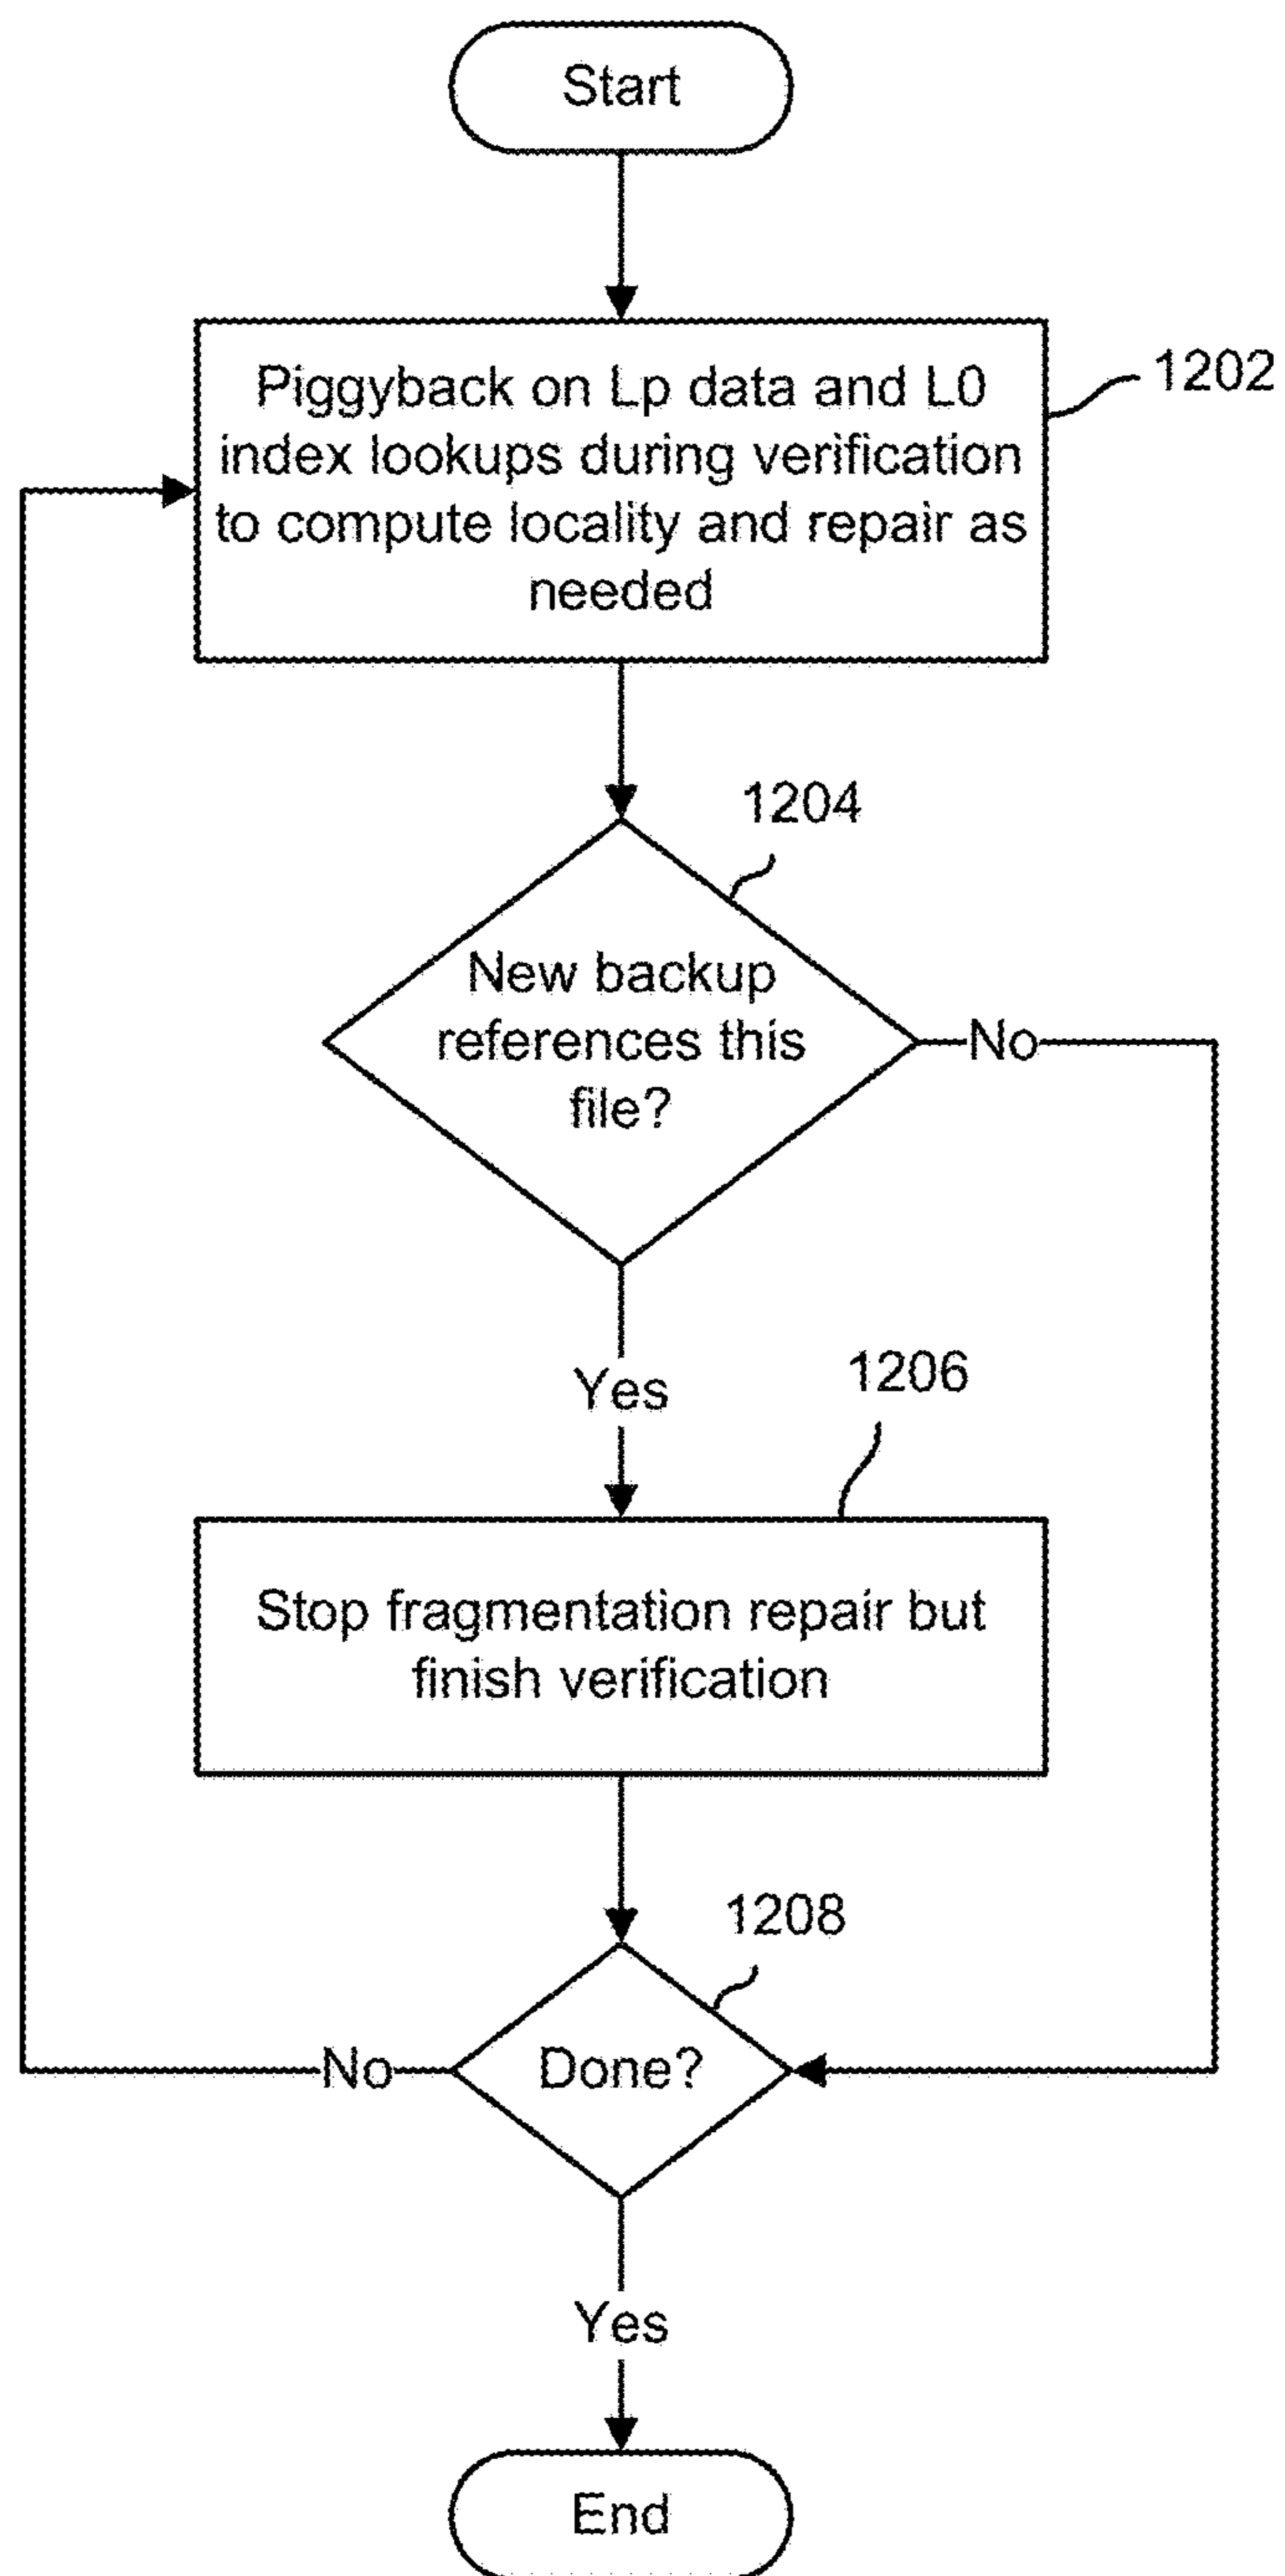 Start
Piggyback on Lp data and L0
index lookups during verification
to compute locality and repair as
needed
1202
1204
New backup
references this
file?
No
Yes
1206
Stop fragmentation repair but
finish verification
1208
Done?
No
Yes
End